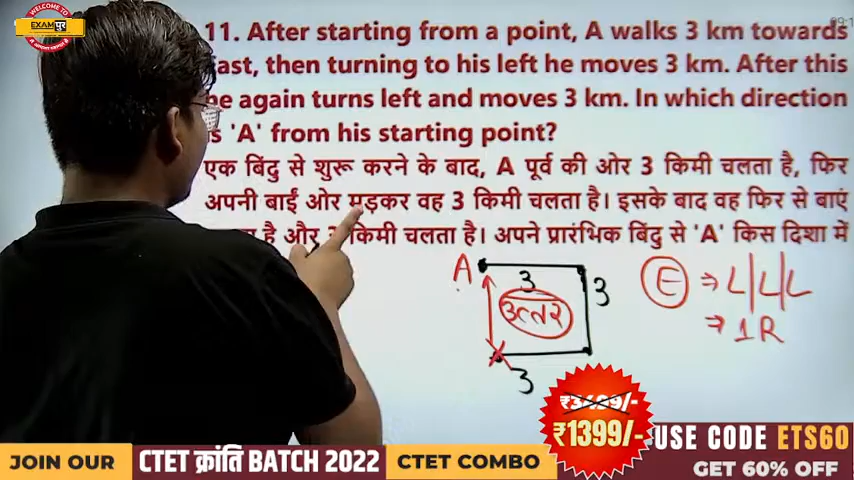 WELCOME TO
EXAMपुर
11. After starting from a point, A walks 3 km towards
East, then turning to his left he moves 3 km. After this
he again turns left and moves 3 km. In which direction
is 'A' from his starting point?
एक बिंदु से शुरू करने के बाद, A पूर्व की ओर 3 किमी चलता है, फिर
अपनी बाईं ओर मुड़कर वह 3 किमी चलता है। इसके बाद वह फिर से बाएं
है और 3 किमी चलता है। अपने प्रारंभिक बिंदु से 'A' किस दिशा में
A 3 3 E ⇒ L/L/L
उत्तर ⇒ 1R
3
₹3499/-
₹1399/-
USE CODE ETS60
GET 60% OFF
JOIN OUR CTET क्रांति BATCH 2022 CTET COMBO